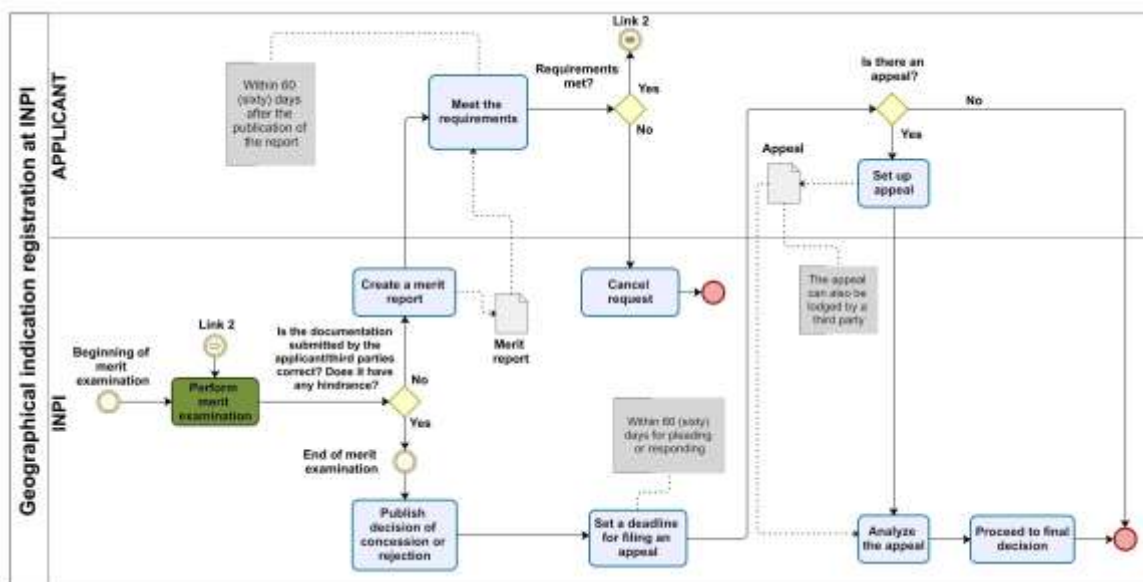 Geographical indication registration at INPI
APPLICANT
Within 60
(sixty) days
after the
publication of
the report
Meet the
requirements
Requirements
met?
Link 2
Yes
No
Is there an
appeal?
No
Yes
Appeal
Set up
appeal
The appeal
can also be
lodged by a
third party
INPI
Beginning of
merit
examination
Link 2
Perform
merit
examination
Is the documentation
submitted by the
applicant/third parties
correct? Does it have
any hindrance?
No
Yes
Create a merit
report
Merit
report
Cancel
request
End of merit
examination
Publish
decision of
concession or
rejection
Within 60 (sixty)
days for pleading
or responding
Set a deadline
for filing an
appeal
Analyze
the appeal
Proceed to final
decision